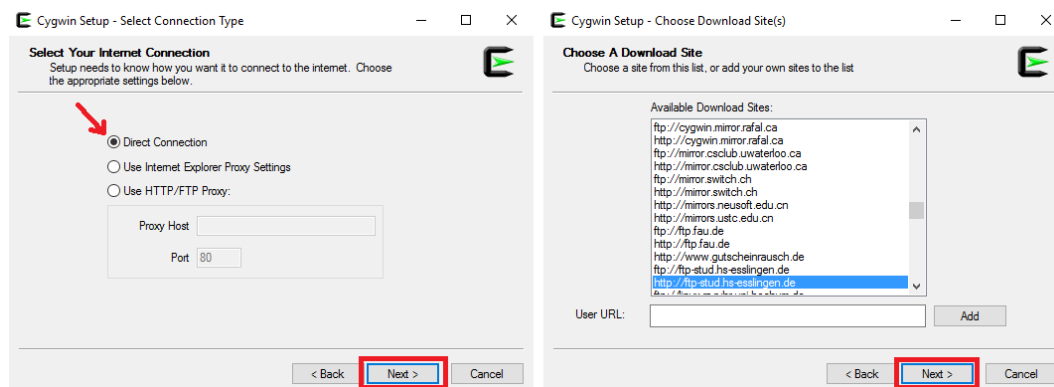 Cygwin Setup - Select Connection Type
Select Your Internet Connection
Setup needs to know how you want it to connect to the internet. Choose
the appropriate settings below.
Direct Connection
Use Internet Explorer Proxy Settings
Use HTTP/FTP Proxy:
Proxy Host
Port 80
< Back Next > Cancel
Cygwin Setup - Choose Download Site(s)
Choose A Download Site
Choose a site from this list, or add your own sites to the list
Available Download Sites:
ftp://cygwin.mirror.rafal.ca
http://cygwin.mirror.rafal.ca
ftp://mirror.csclub.uwaterloo.ca
http://mirror.csclub.uwaterloo.ca
ftp://mirror.switch.ch
http://mirror.switch.ch
http://mirrors.neusoft.edu.cn
http://mirrors.ustc.edu.cn
ftp://ftp.fau.de
http://ftp.fau.de
http://www.gutscheinrausch.de
ftp://ftp-stud.hs-esslingen.de
http://ftp-stud.hs-esslingen.de
User URL:
Add
< Back Next > Cancel